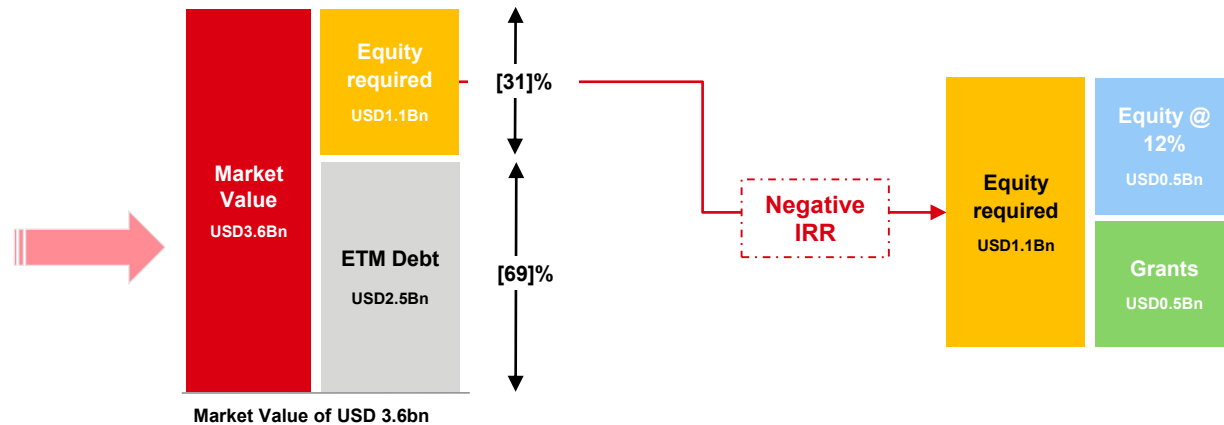 Market
Value
USD3.6Bn
Equity
required
USD1.1Bn
ETM Debt
USD2.5Bn
[31]%
[69]%
Market Value of USD 3.6bn
Negative
IRR
Equity
required
USD1.1Bn
Equity @
12%
USD0.5Bn
Grants
USD0.5Bn